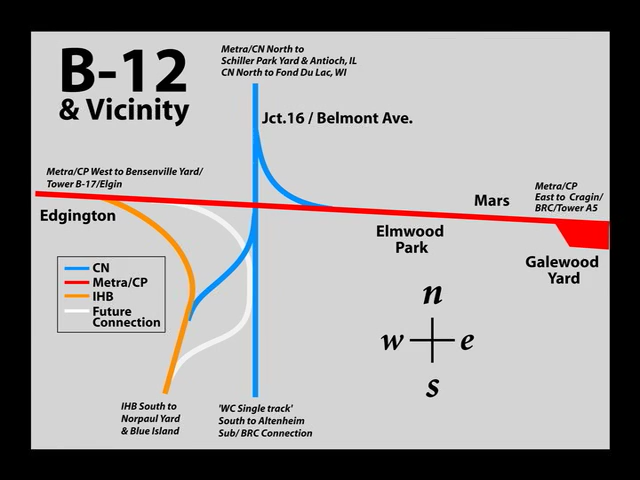 B-12
& Vicinity
Metra/CN North to
Schiller Park Yard & Antioch, IL
CN North to Fond Du Lac, WI
Jct.16 / Belmont Ave.
Metra/CP West to Bensenville Yard/
Tower B-17/Elgin
Edgington
Mars
Metra/CP
East to Cragin/
BRC/Tower A5
Elmwood
Park
Galewood
Yard
CN
Metra/CP
IHB
Future
Connection
n
w
e
s
IHB South to
Norpaul Yard
& Blue Island
'WC Single track'
South to Altenheim
Sub/ BRC Connection